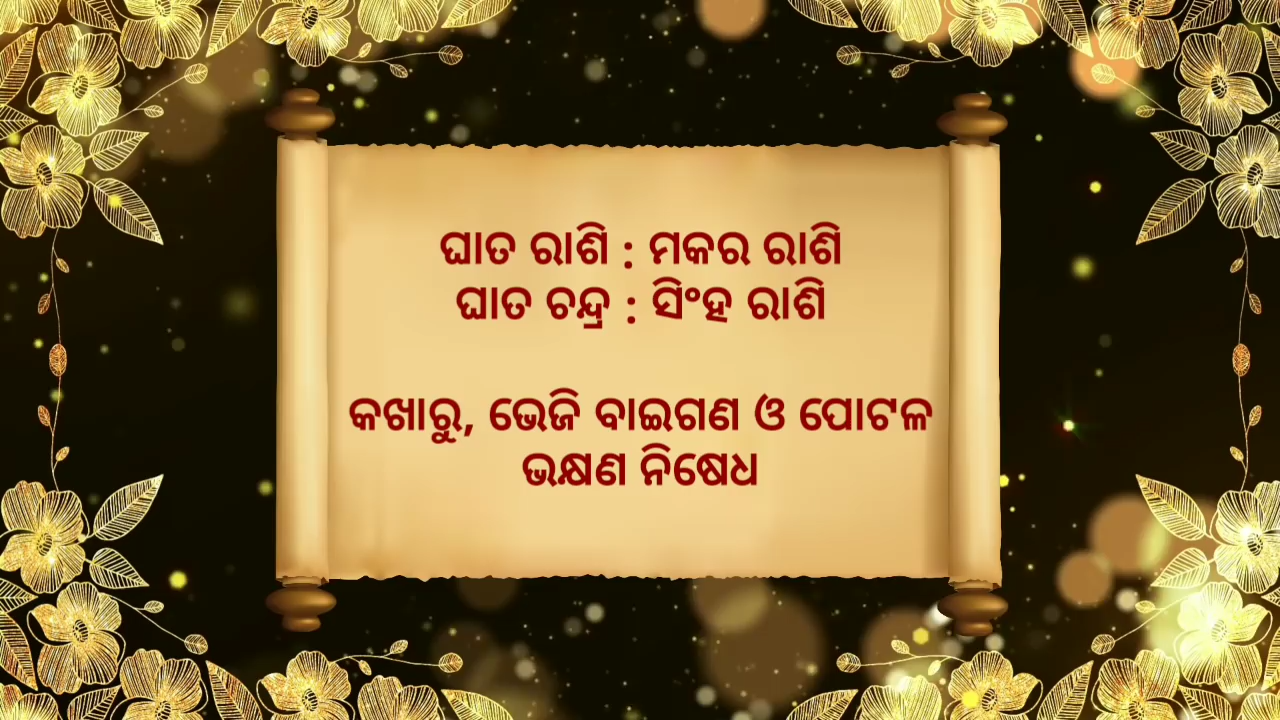 ଘାତ ରାଶି : ମକର ରାଶି
ଘାତ ଚନ୍ଦ୍ର : ସିଂହ ରାଶି
କଖାରୁ, ଭେଜି ବାଇଗଣ ଓ ପୋଟଳ
ଭକ୍ଷଣ ନିଷେଧ